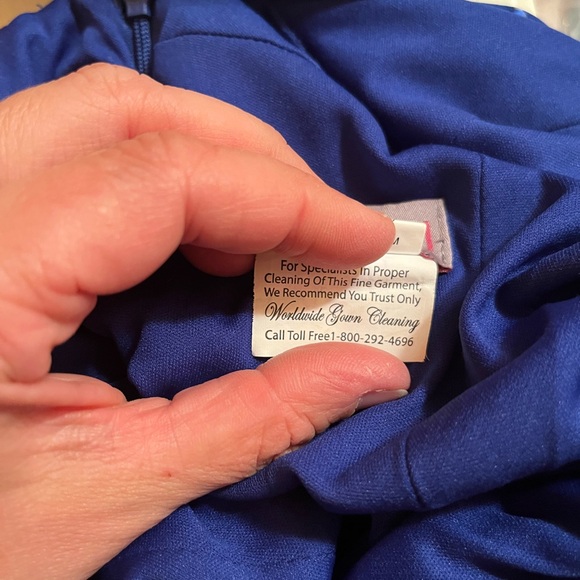 M
For Specialists In Proper
Cleaning Of This Fine Garment,
We Recommend You Trust Only
Worldwide Gown Cleaning
Call Toll Free1-800-292-4696